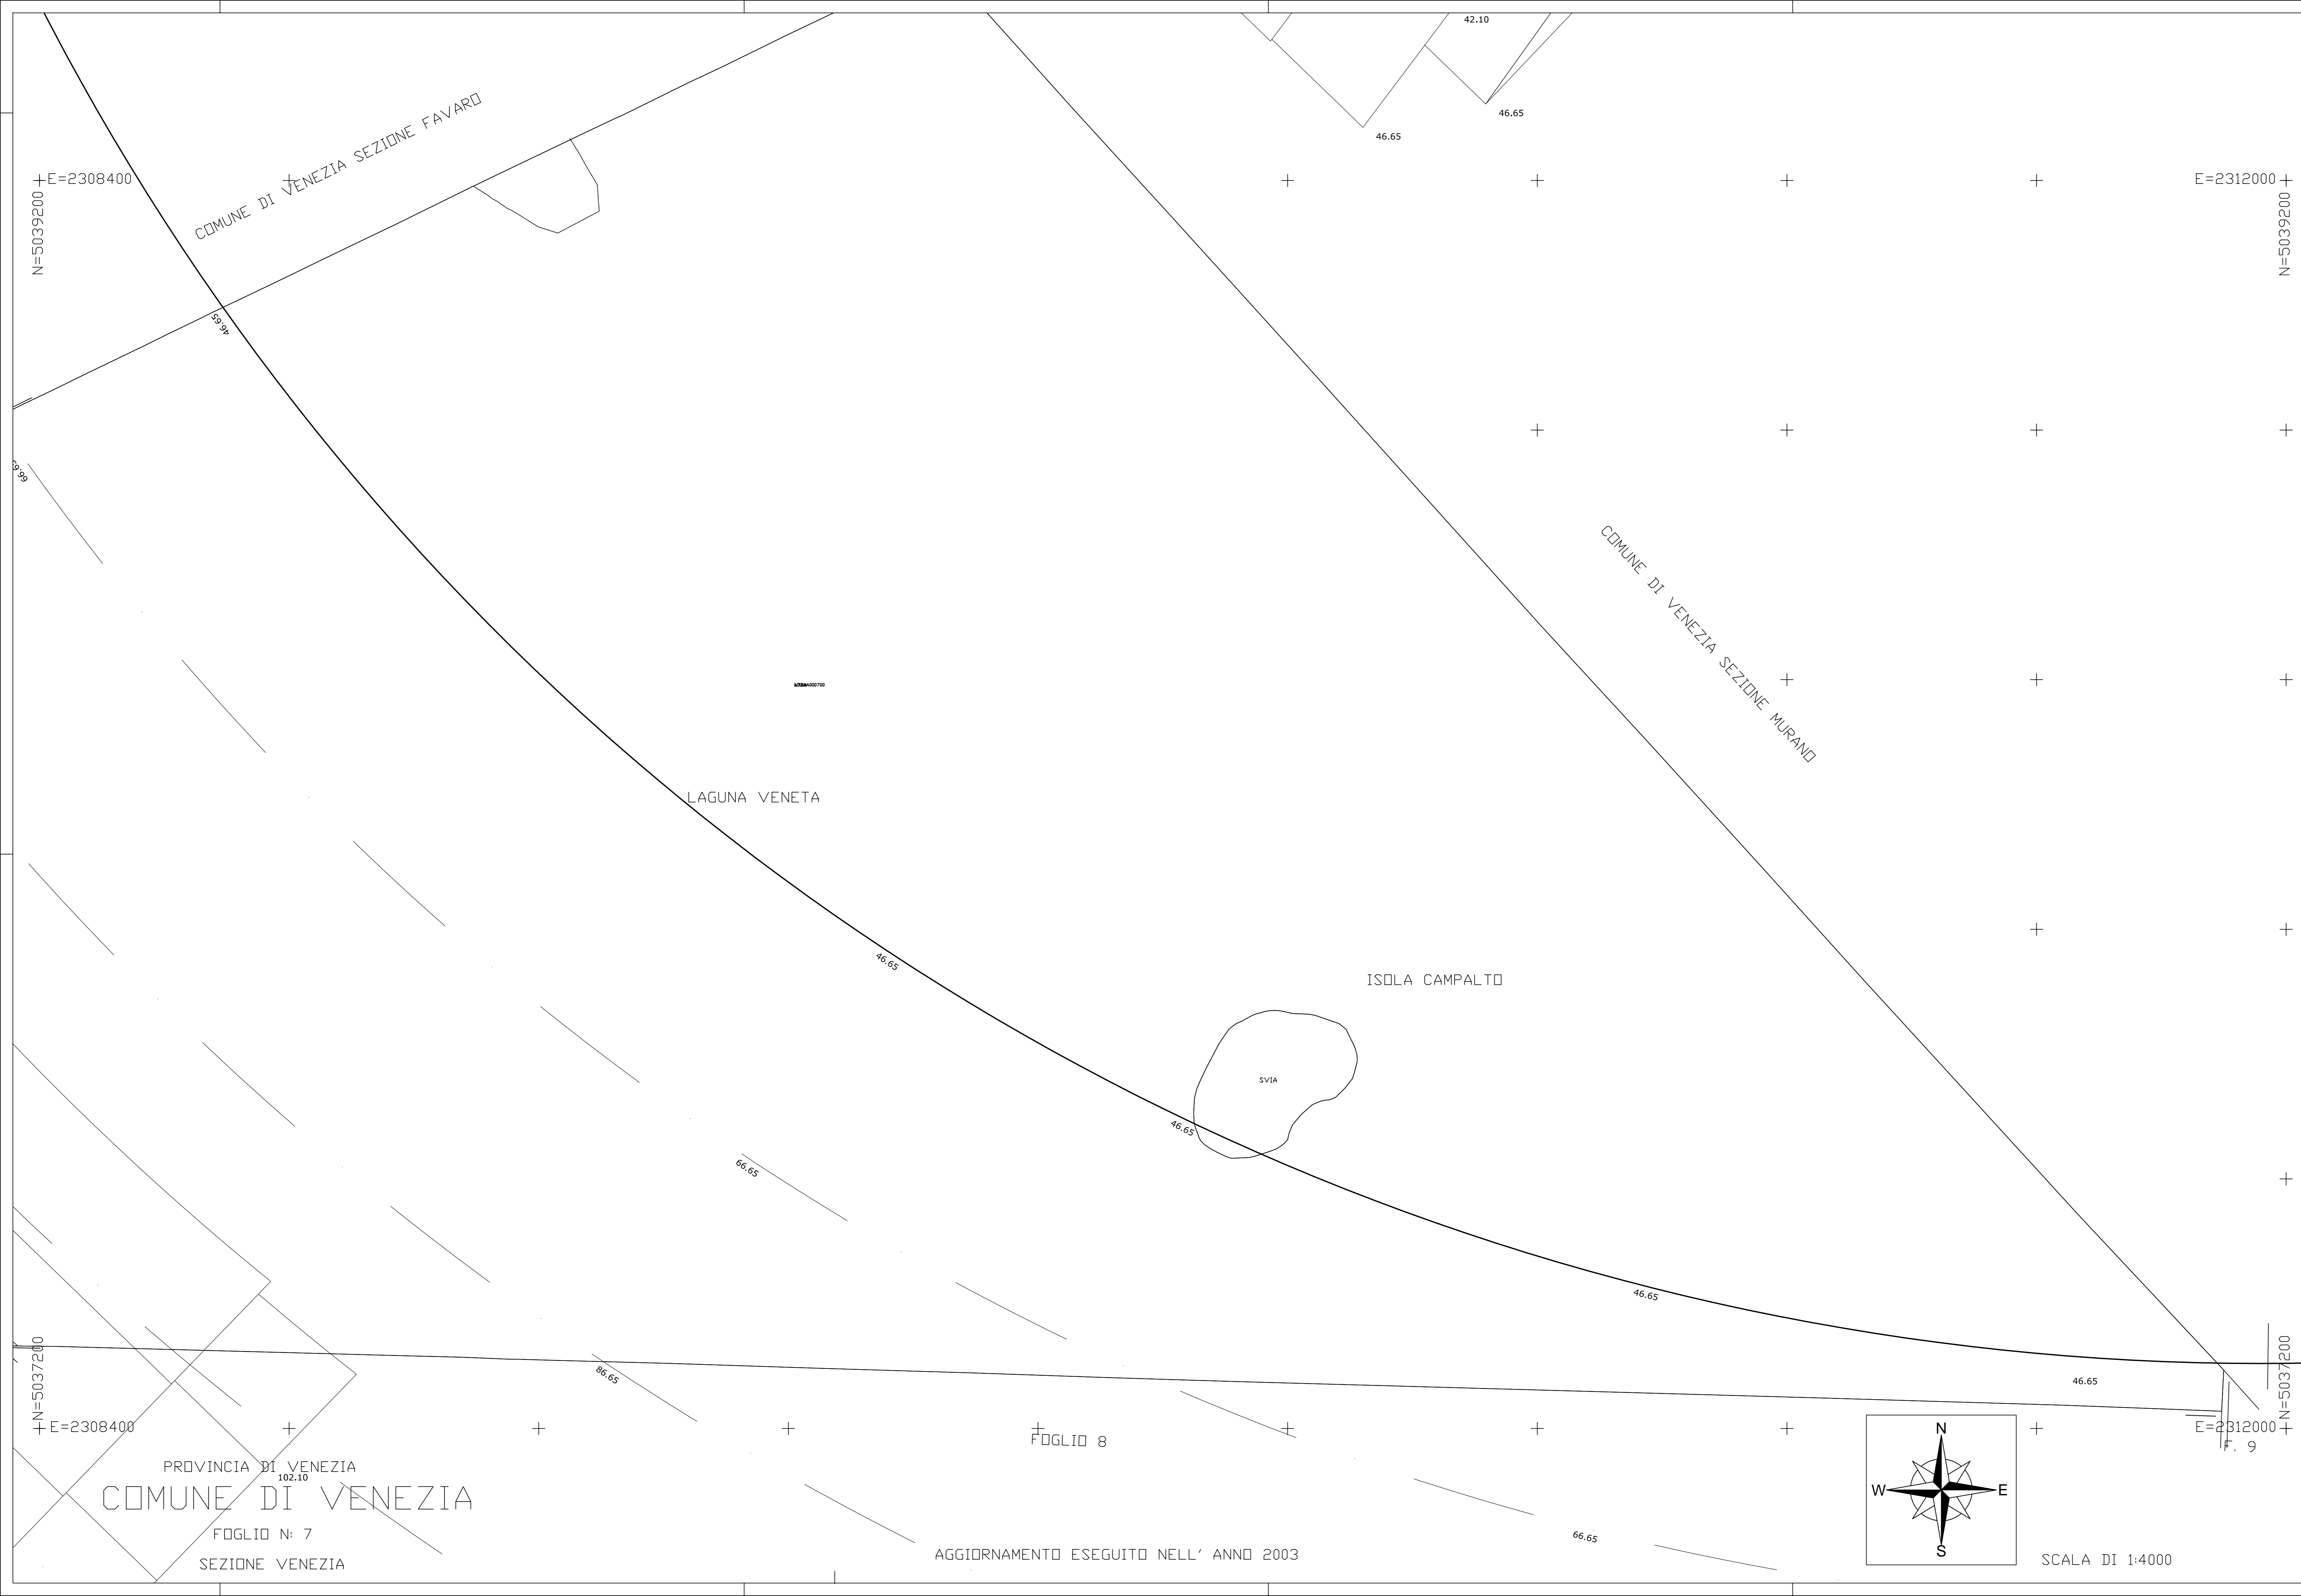 42.10
46.65
46.65
COMUNE DI VENEZIA SEZIONE FAVARO
E=2308400
N=5039200
E=2312000
N=5039200
46.65
COMUNE DI VENEZIA SEZIONE MURANO
LAGUNA VENETA
46.65
ISOLA CAMPALTO
SVIA
46.65
66.65
46.65
86.65
46.65
N=5037200
E=2308400
N=5037200
E=2312000
F. 9
FOGLIO 8
PROVINCIA DI VENEZIA
102.10
COMUNE DI VENEZIA
FOGLIO N: 7
SEZIONE VENEZIA
AGGIORNAMENTO ESEGUITO NELL' ANNO 2003
66.65
N
W
E
S
SCALA DI 1:4000